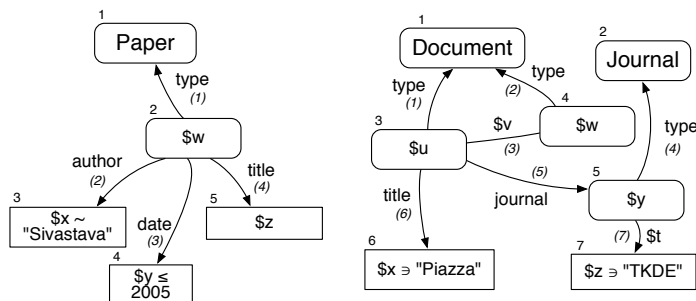 1
Paper
type
(1)
2
$w
author
(2)
title
(4)
date
(3)
3
$x ~
"Sivastava"
5
$z
4
$y ≤
2005
1
Document
2
Journal
type
(1)
type
(2)
3
$u
$v
(3)
4
$w
type
(4)
title
(6)
(5)
journal
5
$y
(7) $t
6
$x ∋ "Piazza"
7
$z ∋ "TKDE"